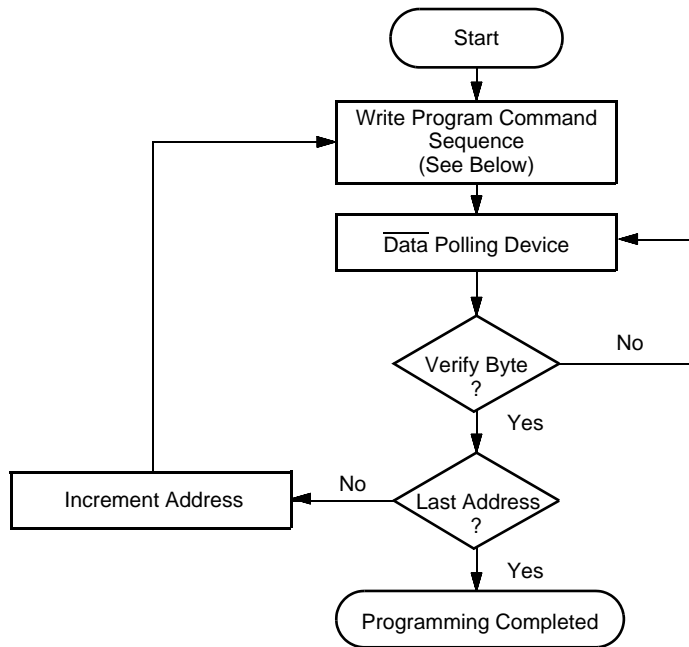 Start
Write Program Command
Sequence
(See Below)
Data Polling Device
Verify Byte
?
No
Yes
Increment Address
No
Last Address
?
Yes
Programming Completed